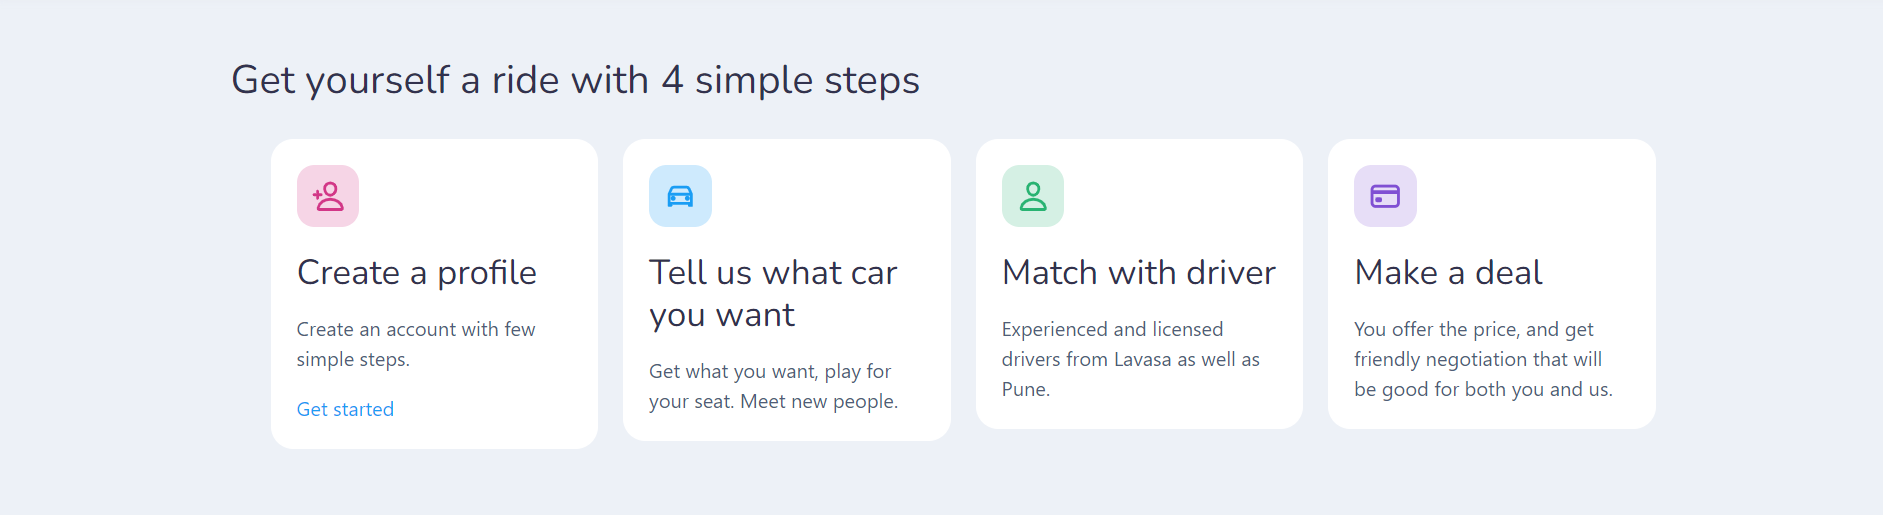 Get yourself a ride with 4 simple steps
Create a profile
Create an account with few
simple steps.
Get started
Tell us what car
you want
Get what you want, play for
your seat. Meet new people.
Match with driver
Experienced and licensed
drivers from Lavasa as well as
Pune.
Make a deal
You offer the price, and get
friendly negotiation that will
be good for both you and us.